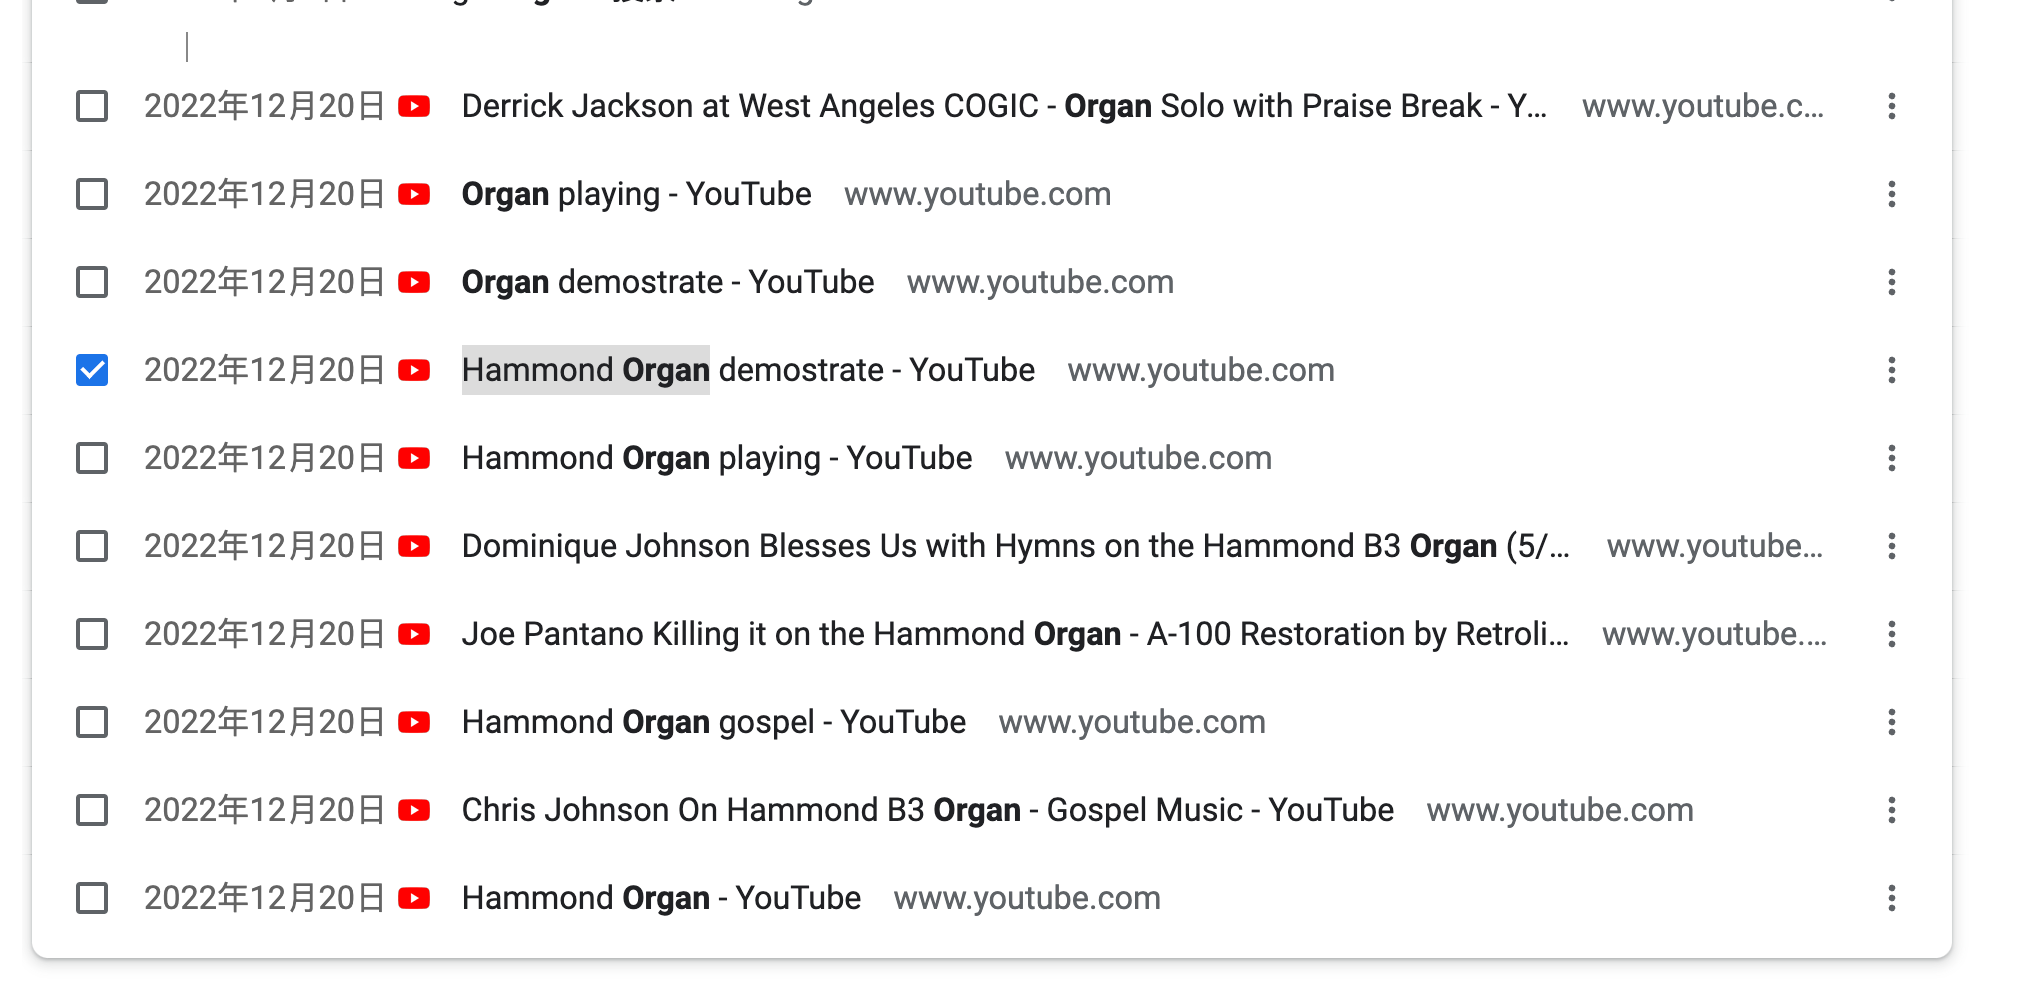 2022年12月20日 Derrick Jackson at West Angeles COGIC - Organ Solo with Praise Break - Y... www.youtube.c...
2022年12月20日 Organ playing - YouTube www.youtube.com
2022年12月20日 Organ demostrate - YouTube www.youtube.com
2022年12月20日 Hammond Organ demostrate - YouTube www.youtube.com
2022年12月20日 Hammond Organ playing - YouTube www.youtube.com
2022年12月20日 Dominique Johnson Blesses Us with Hymns on the Hammond B3 Organ (5/... www.youtube...
2022年12月20日 Joe Pantano Killing it on the Hammond Organ - A-100 Restoration by Retroli... www.youtube....
2022年12月20日 Hammond Organ gospel - YouTube www.youtube.com
2022年12月20日 Chris Johnson On Hammond B3 Organ - Gospel Music - YouTube www.youtube.com
2022年12月20日 Hammond Organ - YouTube www.youtube.com